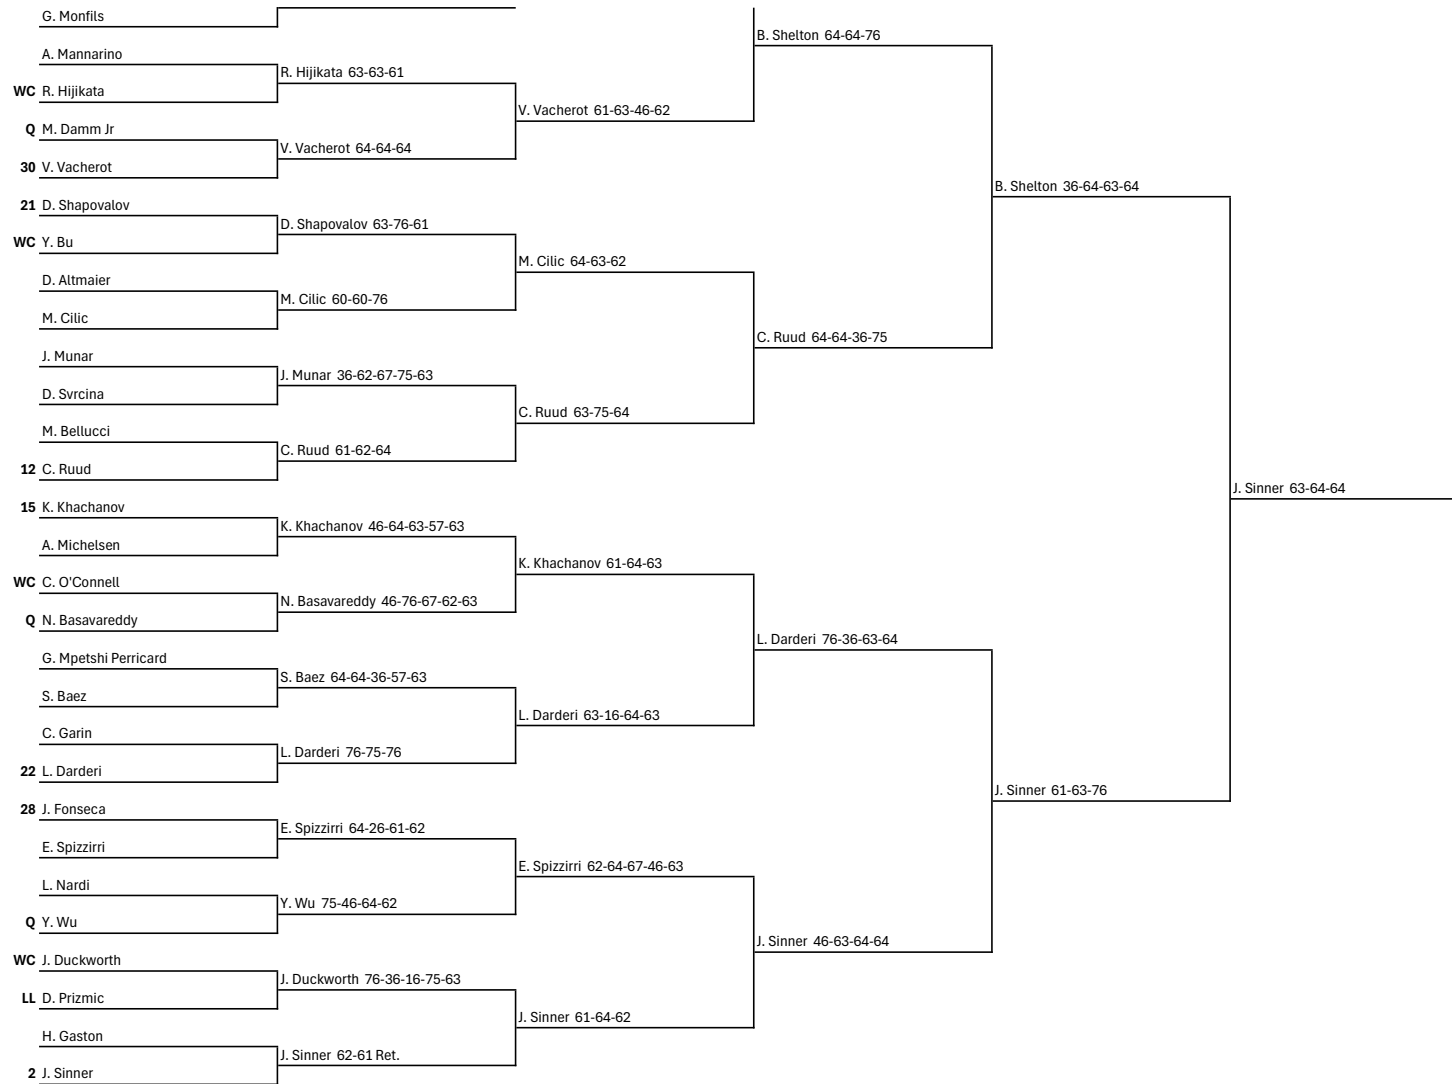 G. Monfils
A. Mannarino
WC R. Hijikata
Q M. Damm Jr
30 V. Vacherot
21 D. Shapovalov
WC Y. Bu
D. Altmaier
M. Cilic
J. Munar
D. Svrcina
M. Bellucci
12 C. Ruud
15 K. Khachanov
A. Michelsen
WC C. O'Connell
Q N. Basavareddy
G. Mpetshi Perricard
S. Baez
C. Garin
22 L. Darderi
28 J. Fonseca
E. Spizzirri
L. Nardi
Q Y. Wu
WC J. Duckworth
LL D. Prizmic
H. Gaston
2 J. Sinner
R. Hijikata 63-63-61
V. Vacherot 64-64-64
D. Shapovalov 63-76-61
M. Cilic 60-60-76
J. Munar 36-62-67-75-63
C. Ruud 61-62-64
K. Khachanov 46-64-63-57-63
N. Basavareddy 46-76-67-62-63
S. Baez 64-64-36-57-63
L. Darderi 76-75-76
E. Spizzirri 64-26-61-62
Y. Wu 75-46-64-62
J. Duckworth 76-36-16-75-63
J. Sinner 62-61 Ret.
V. Vacherot 61-63-46-62
M. Cilic 64-63-62
C. Ruud 63-75-64
K. Khachanov 61-64-63
L. Darderi 63-16-64-63
E. Spizzirri 62-64-67-46-63
J. Sinner 61-64-62
B. Shelton 64-64-76
C. Ruud 64-64-36-75
L. Darderi 76-36-63-64
J. Sinner 46-63-64-64
B. Shelton 36-64-63-64
J. Sinner 61-63-76
J. Sinner 63-64-64